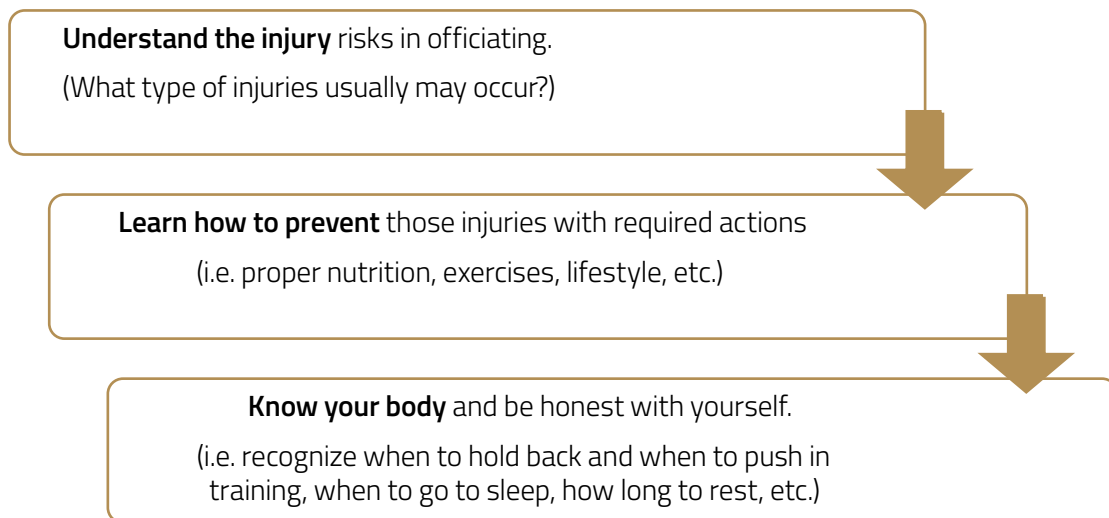 Understand the injury risks in officiating.
(What type of injuries usually may occur?)
Learn how to prevent those injuries with required actions
(i.e. proper nutrition, exercises, lifestyle, etc.)
Know your body and be honest with yourself.
(i.e. recognize when to hold back and when to push in
training, when to go to sleep, how long to rest, etc.)